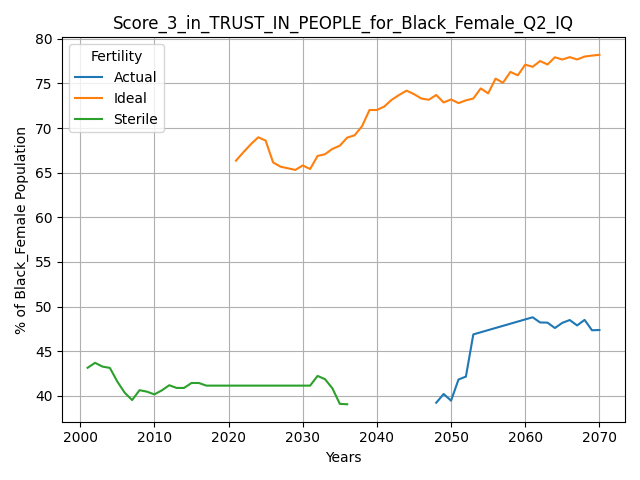 Score_3_in_TRUST_IN_PEOPLE_for_Black_Female_Q2_IQ
Fertility
Actual
Ideal
Sterile
% of Black_Female Population
80
75
70
65
60
55
50
45
40
2000 2010 2020 2030 2040 2050 2060 2070
Years